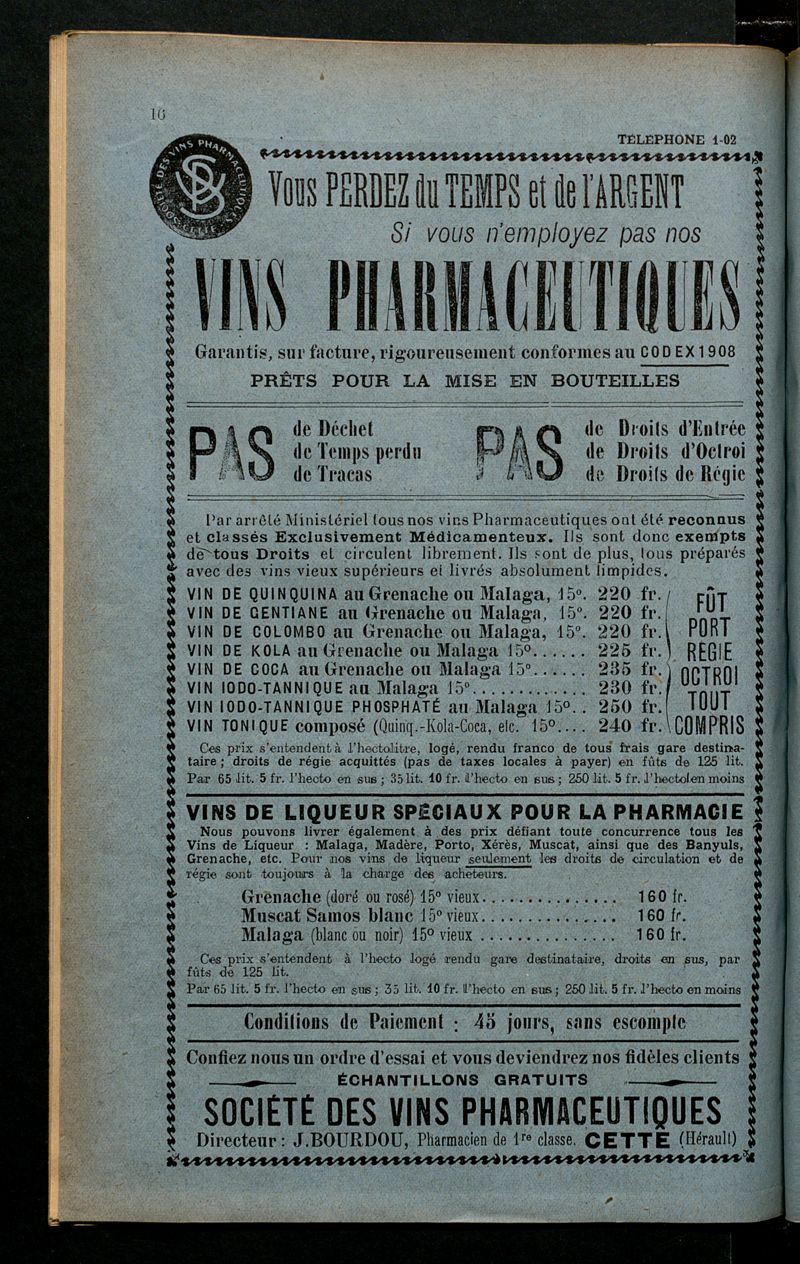 16
TÉLÉPHONE 1-02
SOCIÉTÉ DES VINS PHARMACEUTIQUES
Vous PERDEZ du TEMPS et de l'ARGENT
Si vous n'employez pas nos
VINS PHARMACEUTIQUES
Garantis, sur facture, rigoureusement conformes au CODEX 1908
PRÊTS POUR LA MISE EN BOUTEILLES
PAS de Déchet
de Temps perdu
de Tracas
PAS de Droits d'Entrée
de Droits d'Octroi
de Droits de Régie
Par arrêté Ministériel tous nos vins Pharmaceutiques ont été reconnus
et classés Exclusivement Médicamenteux. Ils sont donc exempts
de tous Droits et circulent librement. Ils sont de plus, tous préparés
avec des vins vieux supérieurs et livrés absolument limpides.
VIN DE QUINQUINA au Grenache ou Malaga, 15°. 220 fr.
VIN DE GENTIANE au Grenache ou Malaga, 15°. 220 fr.
VIN DE COLOMBO au Grenache ou Malaga, 15°. 220 fr.
VIN DE KOLA au Grenache ou Malaga 15°...... 225 fr.
VIN DE COCA au Grenache ou Malaga 15°...... 235 fr.
VIN IODO-TANNIQUE au Malaga 15°............. 230 fr.
VIN IODO-TANNIQUE PHOSPHATÉ au Malaga 15°.. 250 fr.
VIN TONIQUE composé (Quinq.-Kola-Coca, etc. 15°.... 240 fr.
FÛT
PORT
RÉGIE
OCTROI
TOUT
COMPRIS
Ces prix s'entendent à l'hectolitre, logé, rendu franco de tous frais gare destina-
taire ; droits de régie acquittés (pas de taxes locales à payer) en fûts de 125 lit.
Par 65 lit. 5 fr. l'hecto en sus ; 35 lit. 10 fr. l'hecto en sus ; 250 lit. 5 fr. l'hecto en moins
VINS DE LIQUEUR SPÉCIAUX POUR LA PHARMACIE
Nous pouvons livrer également à des prix défiant toute concurrence tous les
Vins de Liqueur : Malaga, Madère, Porto, Xérès, Muscat, ainsi que des Banyuls,
Grenache, etc. Pour nos vins de liqueur seulement les droits de circulation et de
régie sont toujours à la charge des acheteurs.
Grenache (doré ou rosé) 15° vieux................ 160 fr.
Muscat Samos blanc 15° vieux................ 160 fr.
Malaga (blanc ou noir) 15° vieux ................ 160 fr.
Ces prix s'entendent à l'hecto logé rendu gare destinataire, droits en sus, par
fûts de 125 lit.
Par 65 lit. 5 fr. l'hecto en sus ; 35 lit. 10 fr. l'hecto en sus ; 250 lit. 5 fr. l'hecto en moins
Conditions de Paiement : 45 jours, sans escompte
Confiez nous un ordre d'essai et vous deviendrez nos fidèles clients
ÉCHANTILLONS GRATUITS
SOCIÉTÉ DES VINS PHARMACEUTIQUES
Directeur : J. BOURDOU, Pharmacien de 1re classe. CETTE (Hérault)